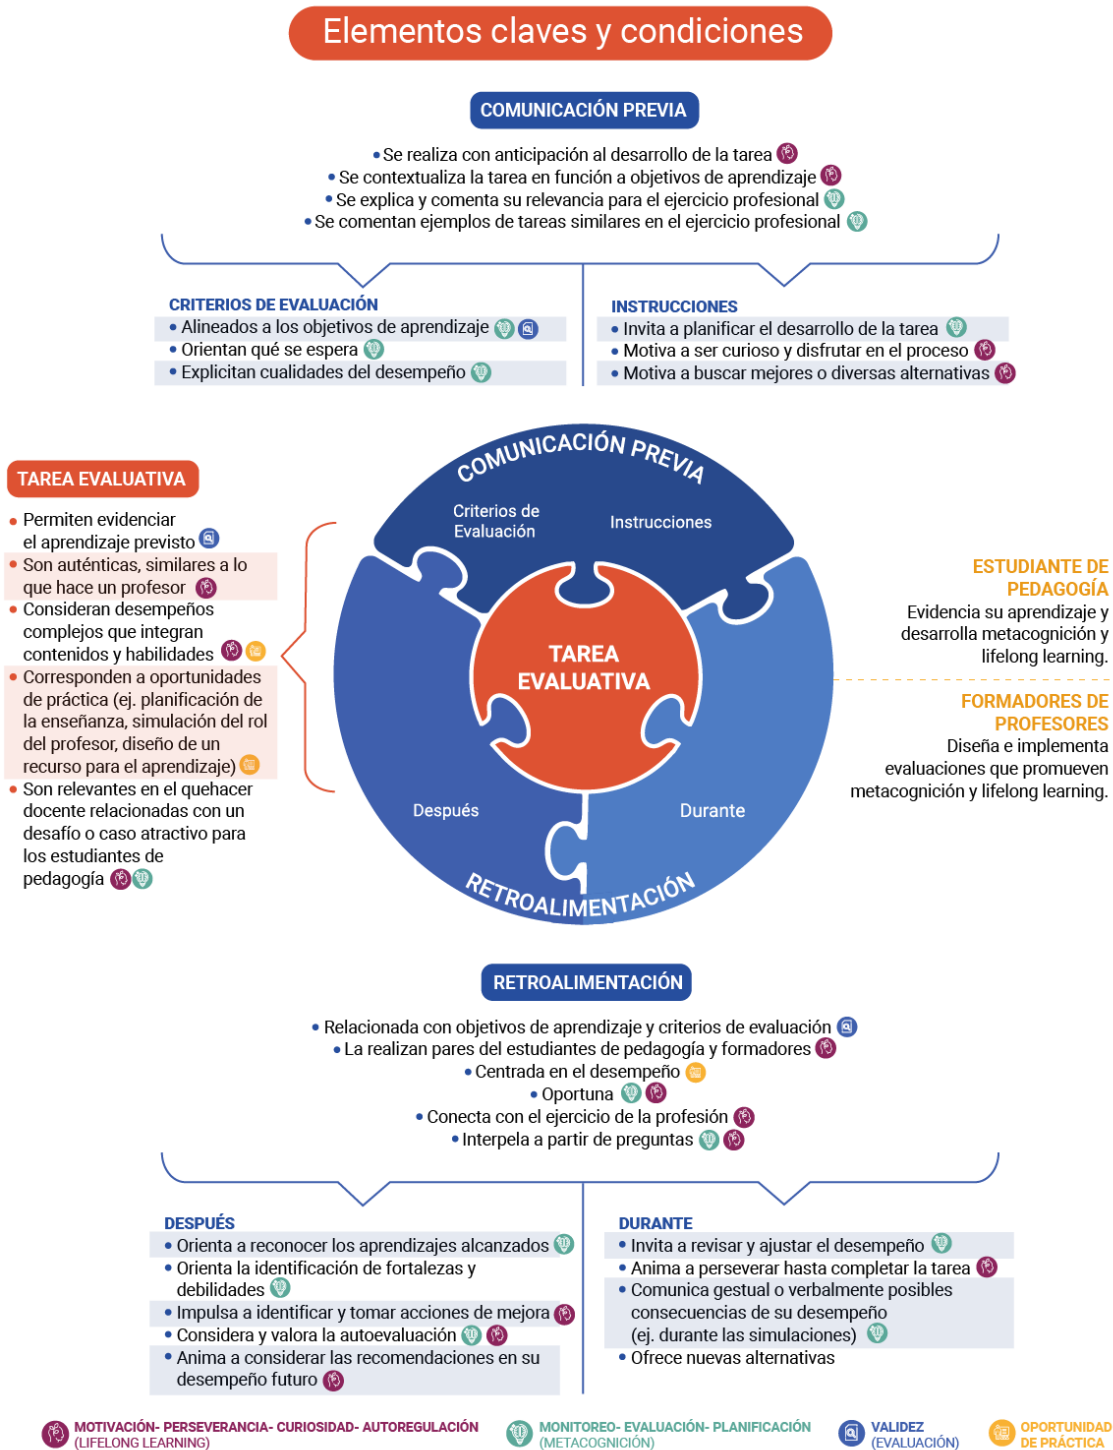 Elementos claves y condiciones
COMUNICACIÓN PREVIA
• Se realiza con anticipación al desarrollo de la tarea
• Se contextualiza la tarea en función a objetivos de aprendizaje
• Se explica y comenta su relevancia para el ejercicio profesional
• Se comentan ejemplos de tareas similares en el ejercicio profesional
CRITERIOS DE EVALUACIÓN
• Alineados a los objetivos de aprendizaje
• Orientan qué se espera
• Explicitan cualidades del desempeño
INSTRUCCIONES
• Invita a planificar el desarrollo de la tarea
• Motiva a ser curioso y disfrutar en el proceso
• Motiva a buscar mejores o diversas alternativas
TAREA EVALUATIVA
• Permiten evidenciar
el aprendizaje previsto
• Son auténticas, similares a lo
que hace un profesor
• Consideran desempeños
complejos que integran
contenidos y habilidades
• Corresponden a oportunidades
de práctica (ej. planificación de
la enseñanza, simulación del rol
del profesor, diseño de un
recurso para el aprendizaje)
• Son relevantes en el quehacer
docente relacionadas con un
desafío o caso atractivo para
los estudiantes de
pedagogía
COMUNICACIÓN PREVIA
Criterios de
Evaluación
Instrucciones
TAREA
EVALUATIVA
Después
Durante
RETROALIMENTACIÓN
ESTUDIANTE DE
PEDAGOGÍA
Evidencia su aprendizaje y
desarrolla metacognición y
lifelong learning.
FORMADORES DE
PROFESORES
Diseña e implementa
evaluaciones que promueven
metacognición y lifelong learning.
RETROALIMENTACIÓN
• Relacionada con objetivos de aprendizaje y criterios de evaluación
• La realizan pares del estudiantes de pedagogía y formadores
• Centrada en el desempeño
• Oportuna
• Conecta con el ejercicio de la profesión
• Interpela a partir de preguntas
DESPUÉS
• Orienta a reconocer los aprendizajes alcanzados
• Orienta la identificación de fortalezas y
debilidades
• Impulsa a identificar y tomar acciones de mejora
• Considera y valora la autoevaluación
• Anima a considerar las recomendaciones en su
desempeño futuro
DURANTE
• Invita a revisar y ajustar el desempeño
• Anima a perseverar hasta completar la tarea
• Comunica gestual o verbalmente posibles
consecuencias de su desempeño
(ej. durante las simulaciones)
• Ofrece nuevas alternativas
MOTIVACIÓN- PERSEVERANCIA- CURIOSIDAD- AUTOREGULACIÓN
(LIFELONG LEARNING)
MONITOREO- EVALUACIÓN- PLANIFICACIÓN
(METACOGNICIÓN)
VALIDEZ
(EVALUACIÓN)
OPORTUNIDAD
DE PRÁCTICA